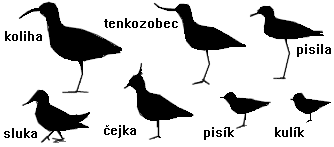 koliha
tenkozobec
pisila
sluka
čejka
pisík
kulík